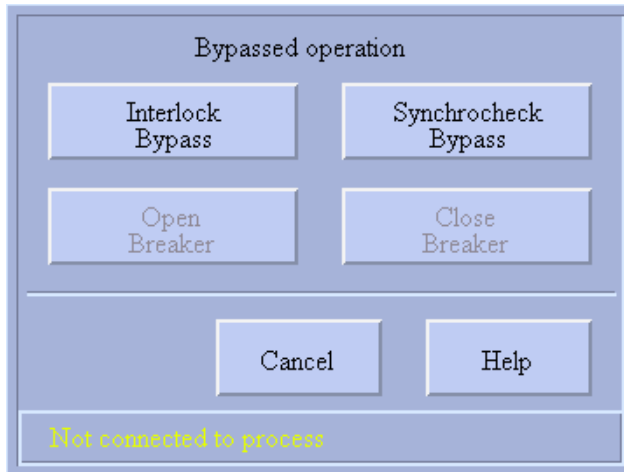 Bypassed operation
Interlock
Bypass
Synchrocheck
Bypass
Open
Breaker
Close
Breaker
Cancel
Help
Not connected to process